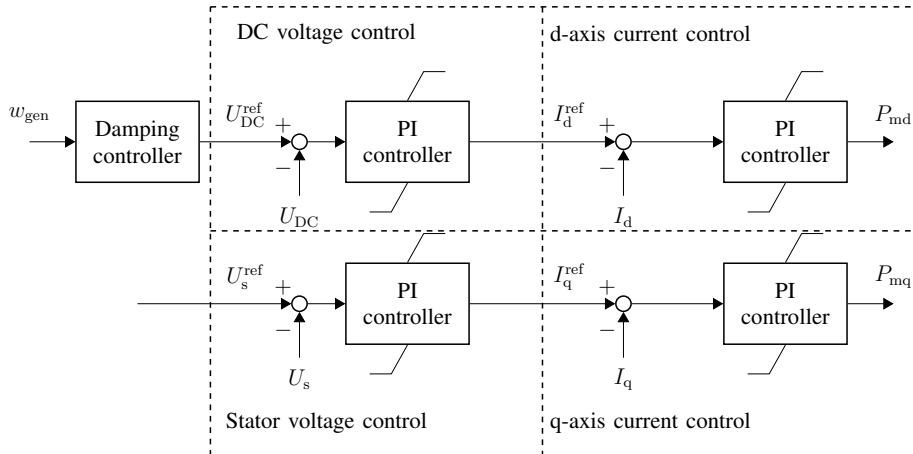 DC voltage control
d-axis current control
w_gen
Damping
controller
U_DC^ref
+
−
U_DC
PI
controller
I_d^ref
+
−
I_d
PI
controller
P_md
U_s^ref
+
−
U_s
PI
controller
I_q^ref
+
−
I_q
PI
controller
P_mq
Stator voltage control
q-axis current control